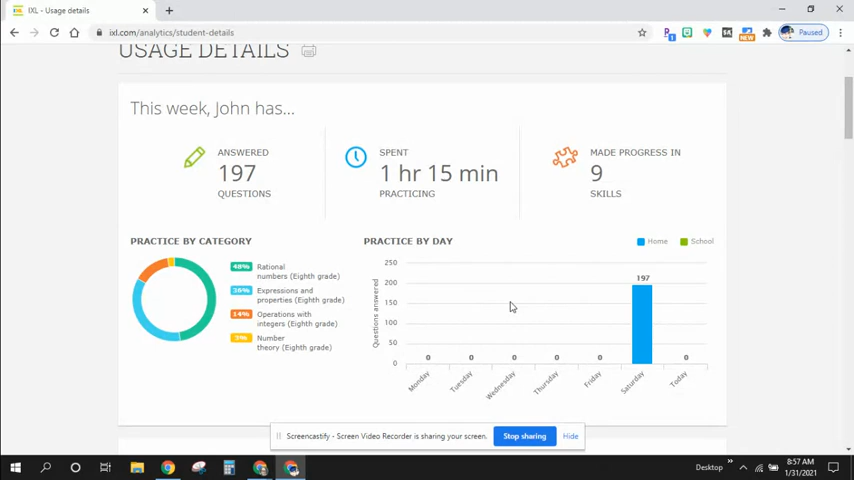 IXL - Usage details
ixl.com/analytics/student-details
Paused
USAGE DETAILS
This week, John has...
ANSWERED
197
QUESTIONS
SPENT
1 hr 15 min
PRACTICING
MADE PROGRESS IN
9
SKILLS
PRACTICE BY CATEGORY
48% Rational
numbers (Eighth grade)
36% Expressions and
properties (Eighth grade)
14% Operations with
integers (Eighth grade)
3% Number
theory (Eighth grade)
PRACTICE BY DAY
Home School
Questions answered
250
200
150
100
50
0
0 0 0 0 0 197 0
Monday Tuesday Wednesday Thursday Friday Saturday Today
Screencastify - Screen Video Recorder is sharing your screen. Stop sharing Hide
Desktop
8:57 AM
1/31/2021